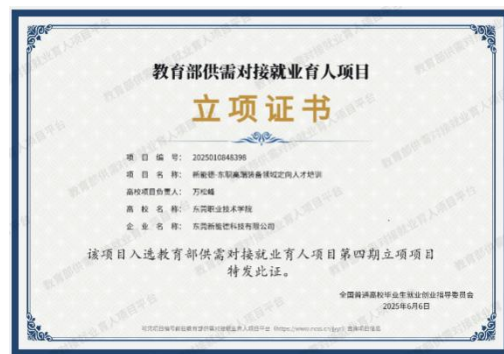 教育部供需对接就业育人项目
立项证书
项目编号: 2025010848398
项目名称: 新能德-东职高端装备领域定向人才培训
高校项目负责人: 万松峰
高校名称: 东莞职业技术学院
企业名称: 东莞新能德科技有限公司
该项目入选教育部供需对接就业育人项目第四期立项项目
特发此证。
全国普通高校毕业生就业创业指导委员会
2025年6月6日